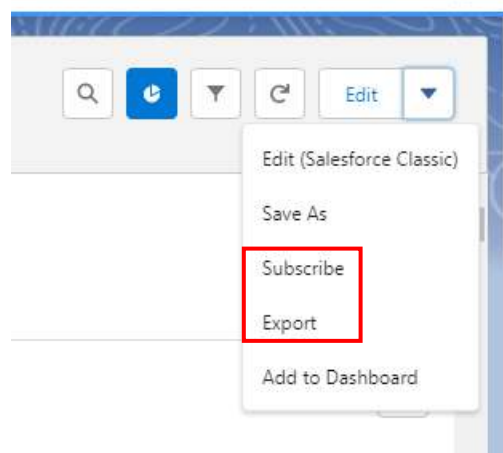 Edit
Edit (Salesforce Classic)
Save As
Subscribe
Export
Add to Dashboard